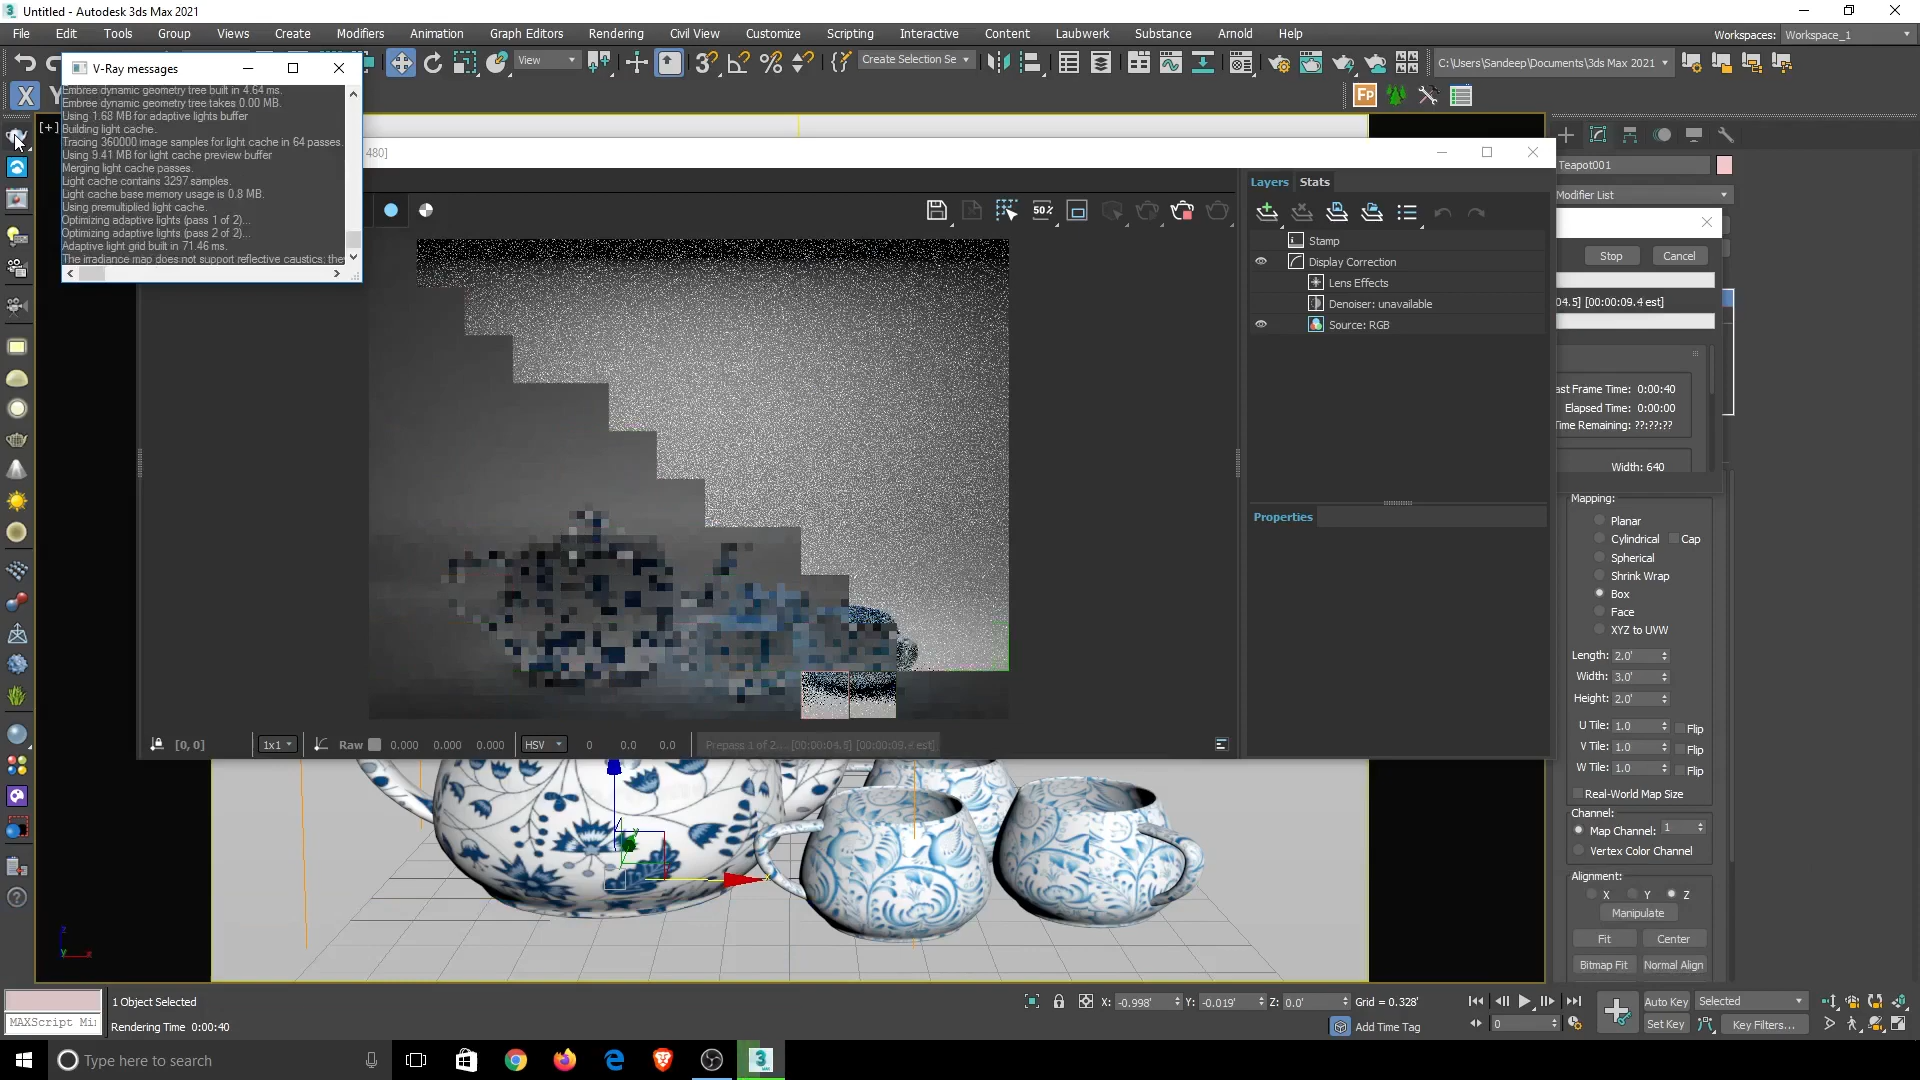 Untitled - Autodesk 3ds Max 2021
File Edit Tools Group Views Create Modifiers Animation Graph Editors Rendering Civil View Customize Scripting Interactive Content Laubwerk Substance Arnold Help
Workspaces: Workspace_1
View
Create Selection Se
C:\Users\Sandeep\Documents\3ds Max 2021
V-Ray messages
X
[+]
Embree dynamic geometry tree built in 4.64 ms.
Embree dynamic geometry tree takes 0.00 MB.
Using 1.68 MB for adaptive lights buffer
Building light cache.
Tracing 360000 image samples for light cache in 64 passes.
Using 9.41 MB for light cache preview buffer
Merging light cache passes.
Light cache contains 3297 samples.
Light cache base memory usage is 0.8 MB.
Using premultiplied light cache.
Optimizing adaptive lights (pass 1 of 2)...
Optimizing adaptive lights (pass 2 of 2)...
Adaptive light grid built in 71.46 ms.
The irradiance map does not support reflective caustics; the
480]
50%
Layers Stats
Stamp
Display Correction
Lens Effects
Denoiser: unavailable
Source: RGB
Properties
[0, 0]
1x1
Raw 0.000 0.000 0.000
HSV 0 0.0 0.0
Prepass 1 of 2... [00:00:04.5] [00:00:09.4 est]
Teapot001
Modifier List
Stop Cancel
04.5] [00:00:09.4 est]
ast Frame Time: 0:00:40
Elapsed Time: 0:00:00
Time Remaining: ??:??:??
Width: 640
Mapping:
Planar
Cylindrical Cap
Spherical
Shrink Wrap
Box
Face
XYZ to UVW
Length: 2.0'
Width: 3.0'
Height: 2.0'
U Tile: 1.0 Flip
V Tile: 1.0 Flip
W Tile: 1.0 Flip
Real-World Map Size
Channel:
Map Channel: 1
Vertex Color Channel
Alignment:
X Y Z
Manipulate
Fit Center
Bitmap Fit Normal Align
1 Object Selected
MAXScript Mi
Rendering Time 0:00:40
X: -0.998' Y: -0.019' Z: 0.0' Grid = 0.328'
Add Time Tag
Auto Key Selected
0
Set Key Key Filters...
Type here to search